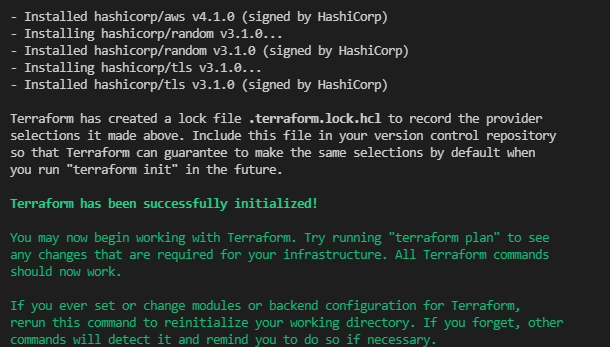 - Installed hashicorp/aws v4.1.0 (signed by HashiCorp)
- Installing hashicorp/random v3.1.0...
- Installed hashicorp/random v3.1.0 (signed by HashiCorp)
- Installing hashicorp/tls v3.1.0...
- Installed hashicorp/tls v3.1.0 (signed by HashiCorp)
Terraform has created a lock file .terraform.lock.hcl to record the provider
selections it made above. Include this file in your version control repository
so that Terraform can guarantee to make the same selections by default when
you run "terraform init" in the future.
Terraform has been successfully initialized!
You may now begin working with Terraform. Try running "terraform plan" to see
any changes that are required for your infrastructure. All Terraform commands
should now work.
If you ever set or change modules or backend configuration for Terraform,
rerun this command to reinitialize your working directory. If you forget, other
commands will detect it and remind you to do so if necessary.